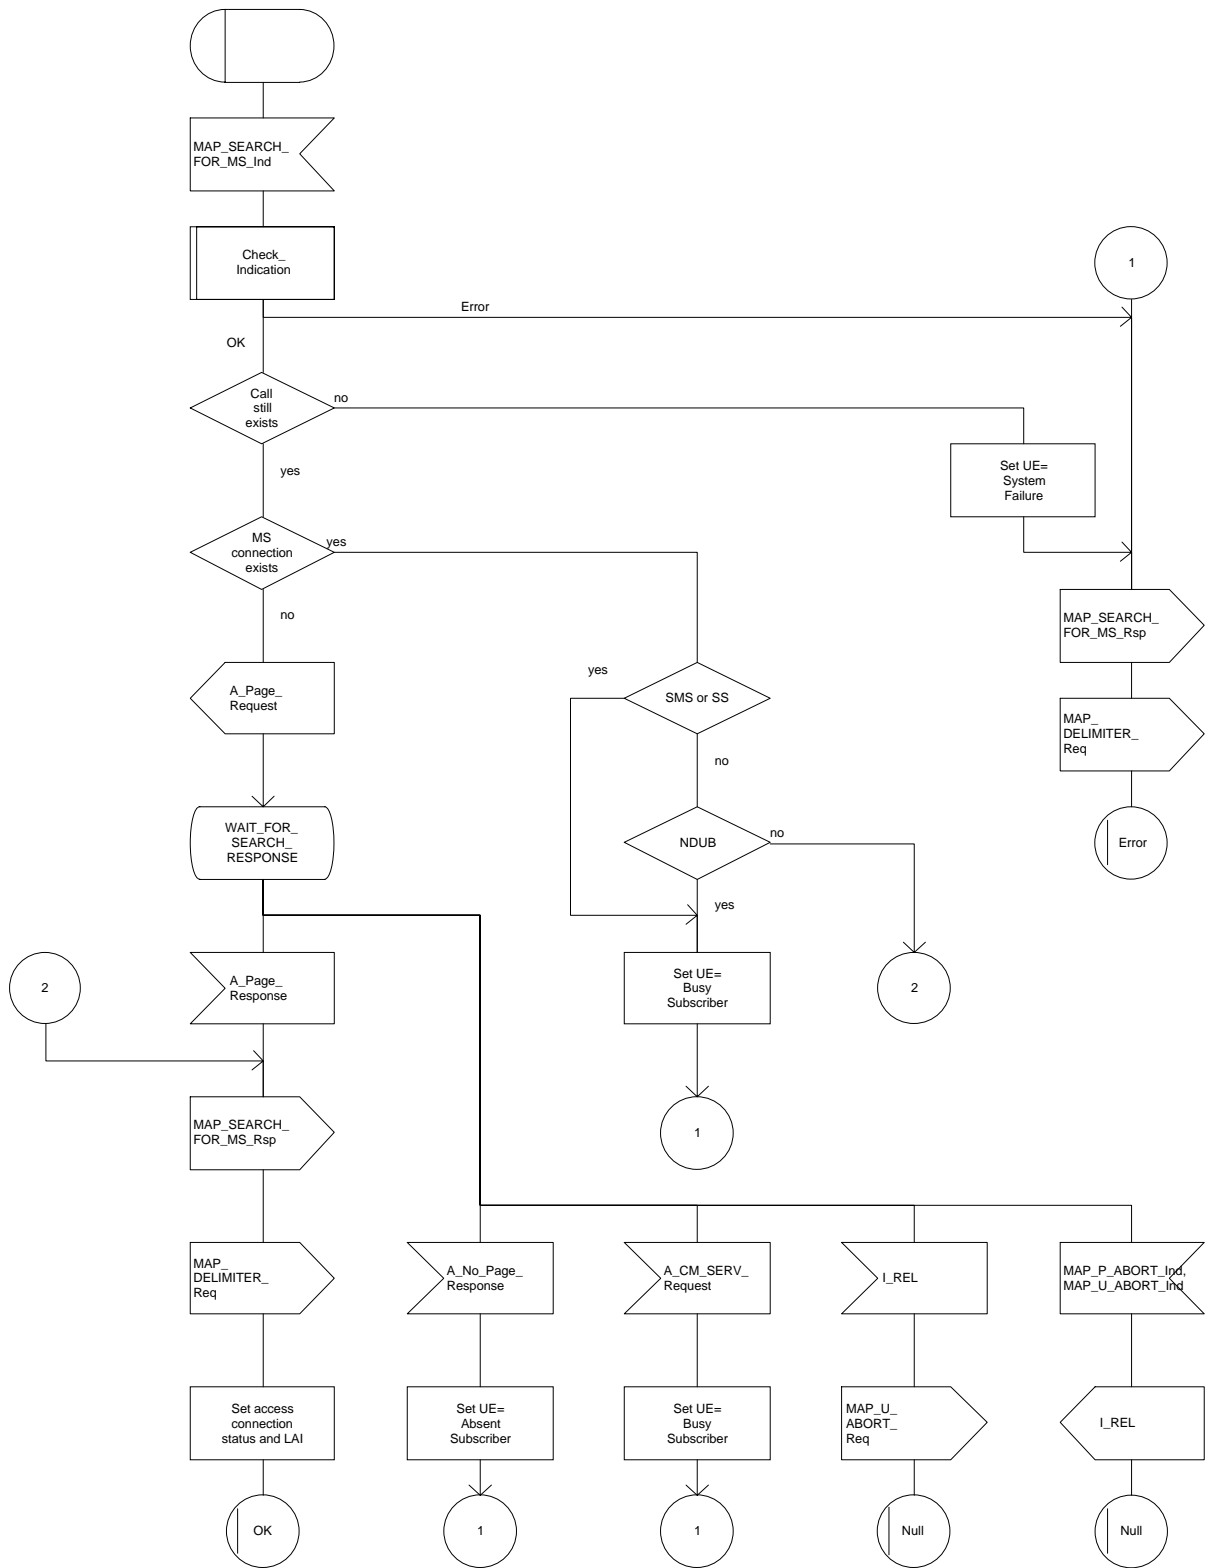 MAP_SEARCH_
FOR_MS_Ind
Check_
Indication
1
Error
OK
Call
still
exists
no
Set UE=
System
Failure
yes
MS
connection
exists
yes
no
MAP_SEARCH_
FOR_MS_Rsp
A_Page_
Request
yes
SMS or SS
MAP_
DELIMITER_
Req
no
WAIT_FOR_
SEARCH_
RESPONSE
NDUB
no
Error
yes
2
A_Page_
Response
Set UE=
Busy
Subscriber
2
MAP_SEARCH_
FOR_MS_Rsp
1
MAP_
DELIMITER_
Req
A_No_Page_
Response
A_CM_SERV_
Request
I_REL
MAP_P_ABORT_Ind,
MAP_U_ABORT_Ind
Set access
connection
status and LAI
Set UE=
Absent
Subscriber
Set UE=
Busy
Subscriber
MAP_U_
ABORT_
Req
I_REL
OK
1
1
Null
Null